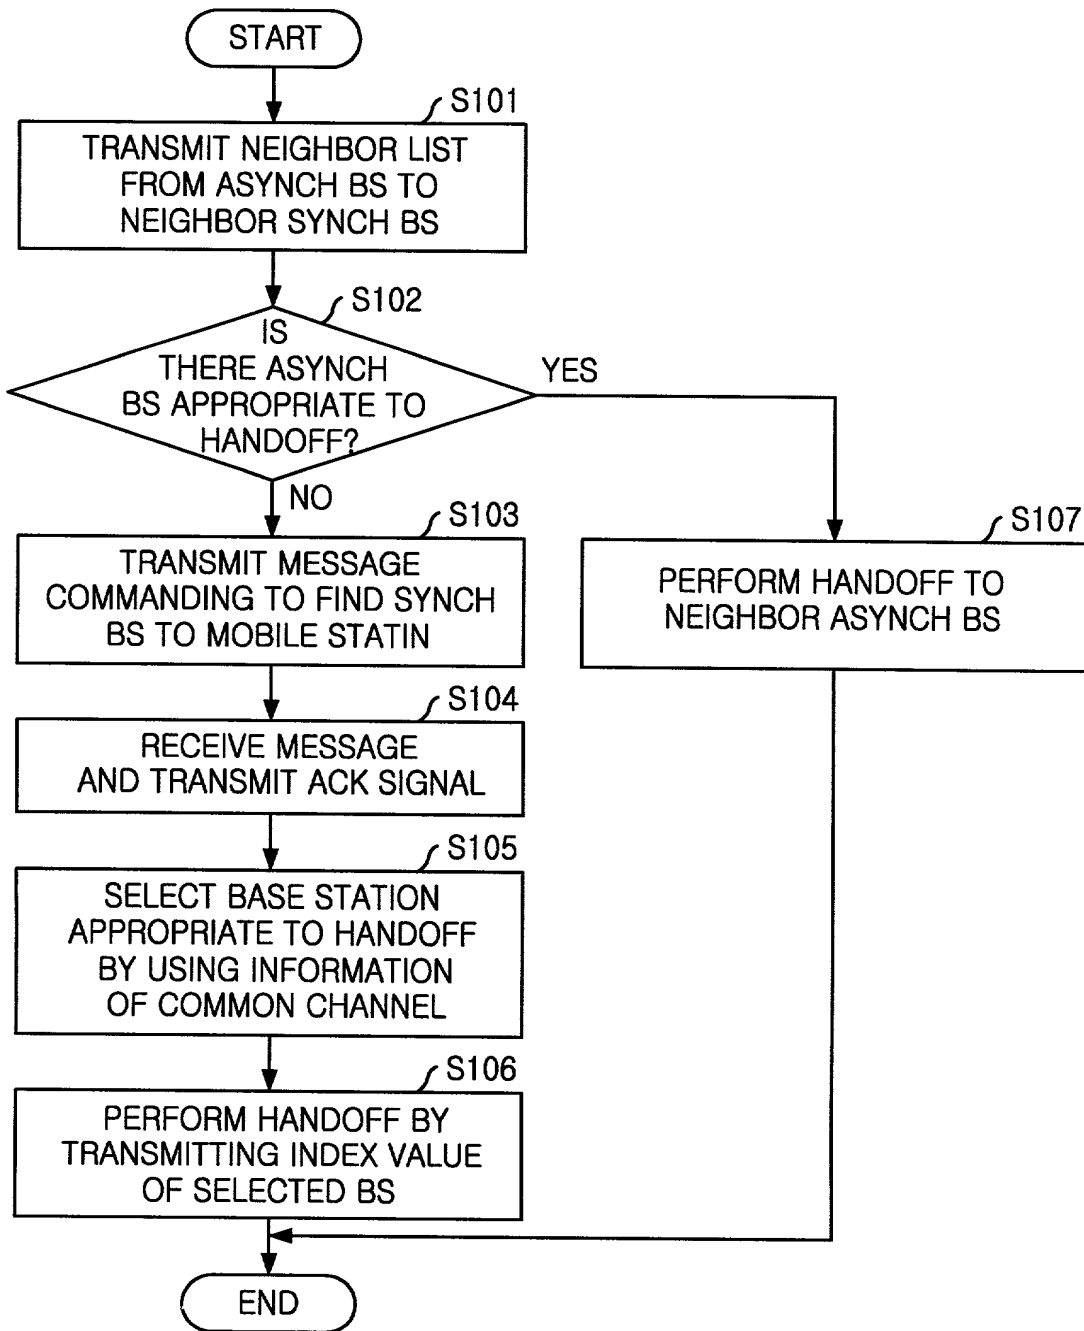 START
S101
TRANSMIT NEIGHBOR LIST
FROM ASYNCH BS TO
NEIGHBOR SYNCH BS
S102
IS
THERE ASYNCH
BS APPROPRIATE TO
HANDOFF?
YES
NO
S103
TRANSMIT MESSAGE
COMMANDING TO FIND SYNCH
BS TO MOBILE STATIN
S107
PERFORM HANDOFF TO
NEIGHBOR ASYNCH BS
S104
RECEIVE MESSAGE
AND TRANSMIT ACK SIGNAL
S105
SELECT BASE STATION
APPROPRIATE TO HANDOFF
BY USING INFORMATION
OF COMMON CHANNEL
S106
PERFORM HANDOFF BY
TRANSMITTING INDEX VALUE
OF SELECTED BS
END